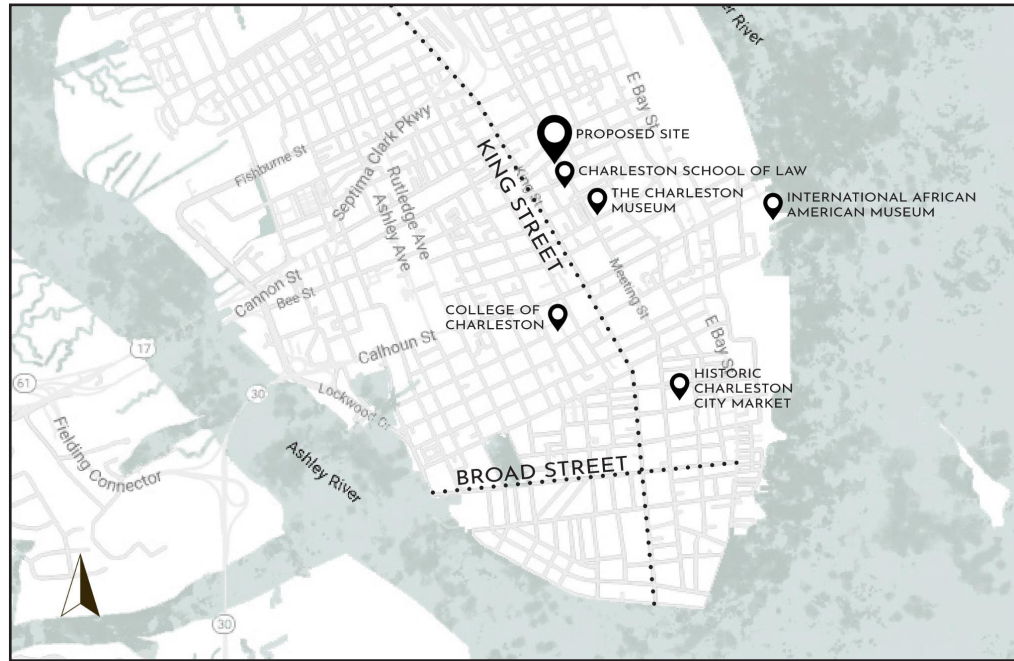 er River
E Bay St
PROPOSED SITE
Septima Clark Pkwy
KING STREET
Fishburne St
CHARLESTON SCHOOL OF LAW
Rutledge Ave
Ashley Ave
THE CHARLESTON
MUSEUM
INTERNATIONAL AFRICAN
AMERICAN MUSEUM
Cannon St
Bee St
Meeting St
COLLEGE OF
CHARLESTON
Calhoun St
E Bay St
17
61
30
HISTORIC
CHARLESTON
CITY MARKET
Lockwood Dr
Fielding Connector
Ashley River
BROAD STREET
30